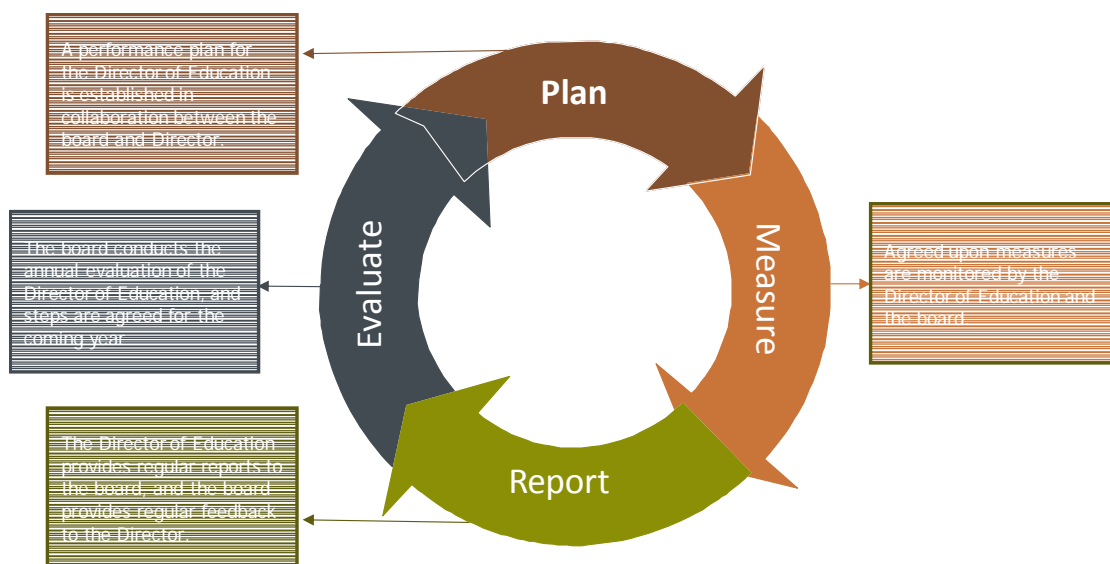 A performance plan for
the Director of Education
is established in
collaboration between the
board and Director.
Plan
Measure
Agreed upon measures
are monitored by the
Director of Education and
the board
Report
The Director of Education
provides regular reports to
the board, and the board
provides regular feedback
to the Director.
Evaluate
The board conducts the
annual evaluation of the
Director of Education, and
steps are agreed for the
coming year